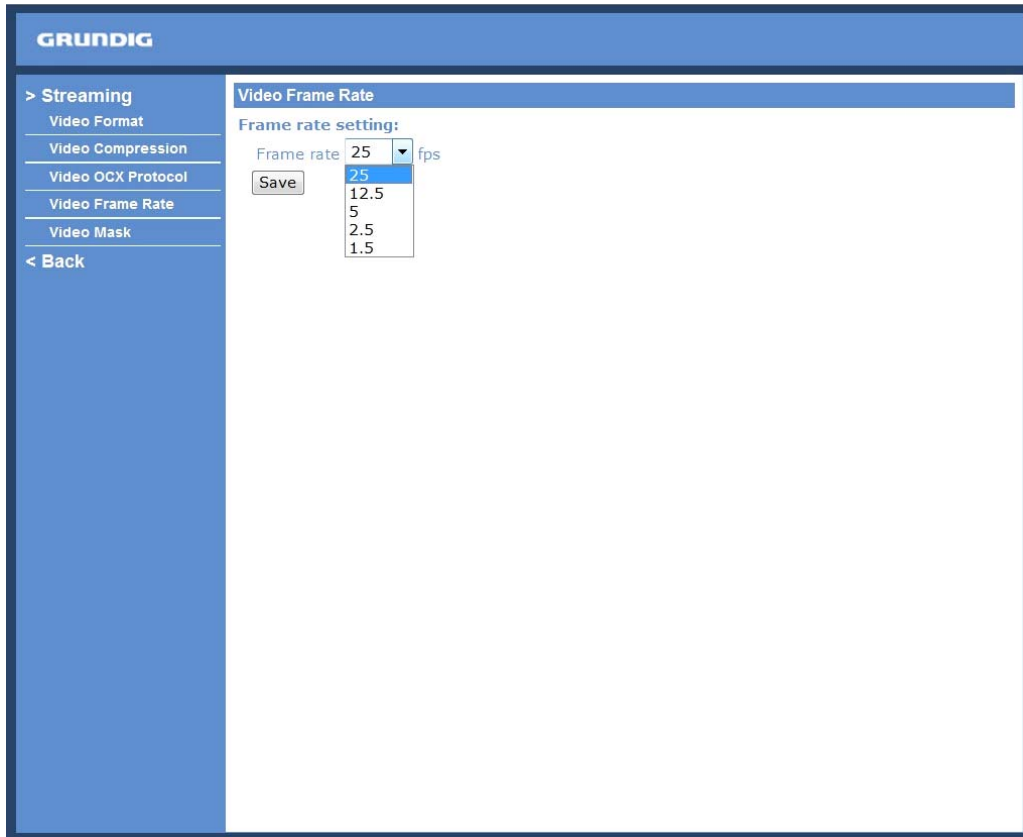 GRUNDIG
> Streaming
Video Format
Video Compression
Video OCX Protocol
Video Frame Rate
Video Mask
< Back
Video Frame Rate
Frame rate setting:
Frame rate 25 fps
25
12.5
5
2.5
1.5
Save